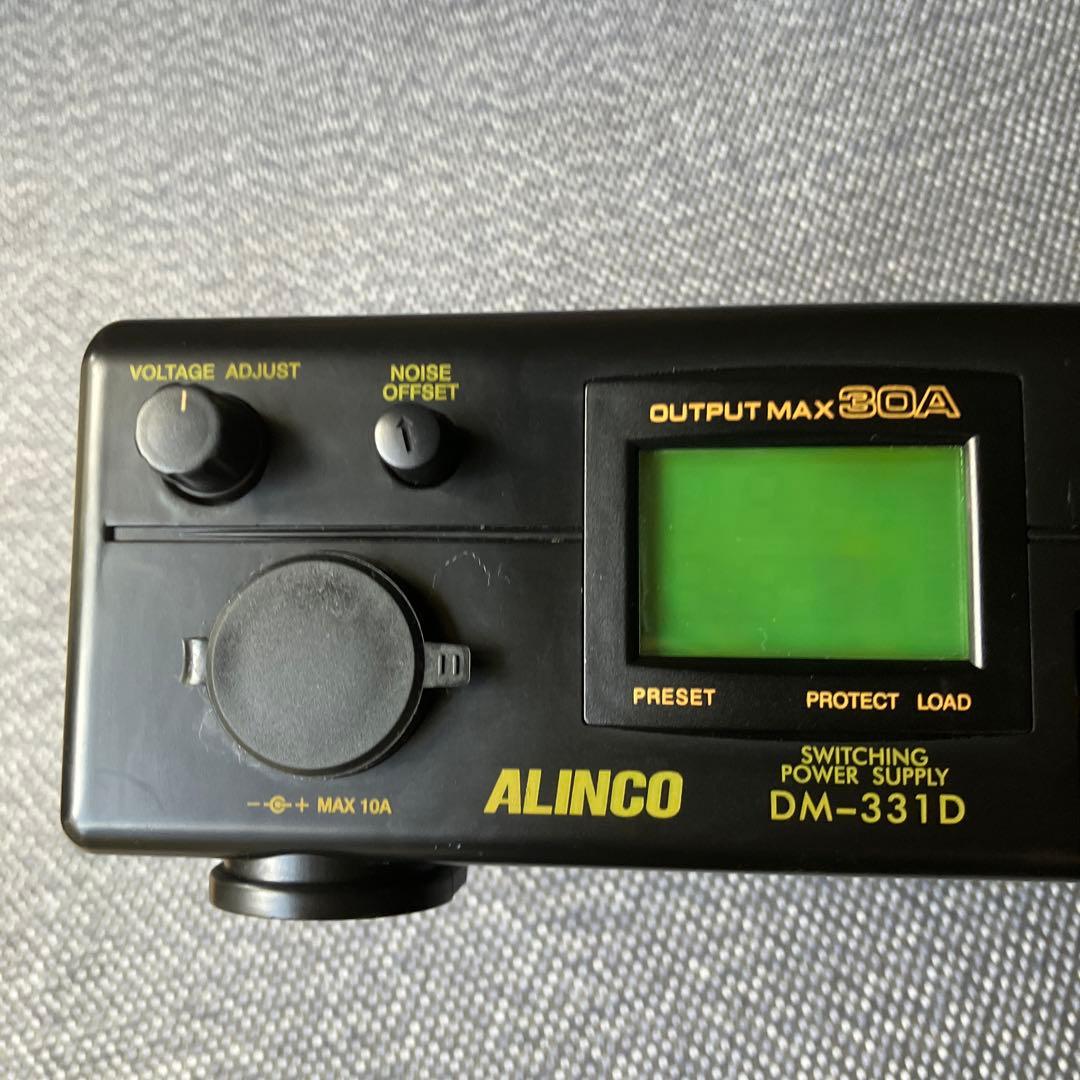 VOLTAGE ADJUST
NOISE
OFFSET
OUTPUT MAX 30A
PRESET
PROTECT LOAD
SWITCHING
POWER SUPPLY
ALINCO
DM-331D
MAX 10A